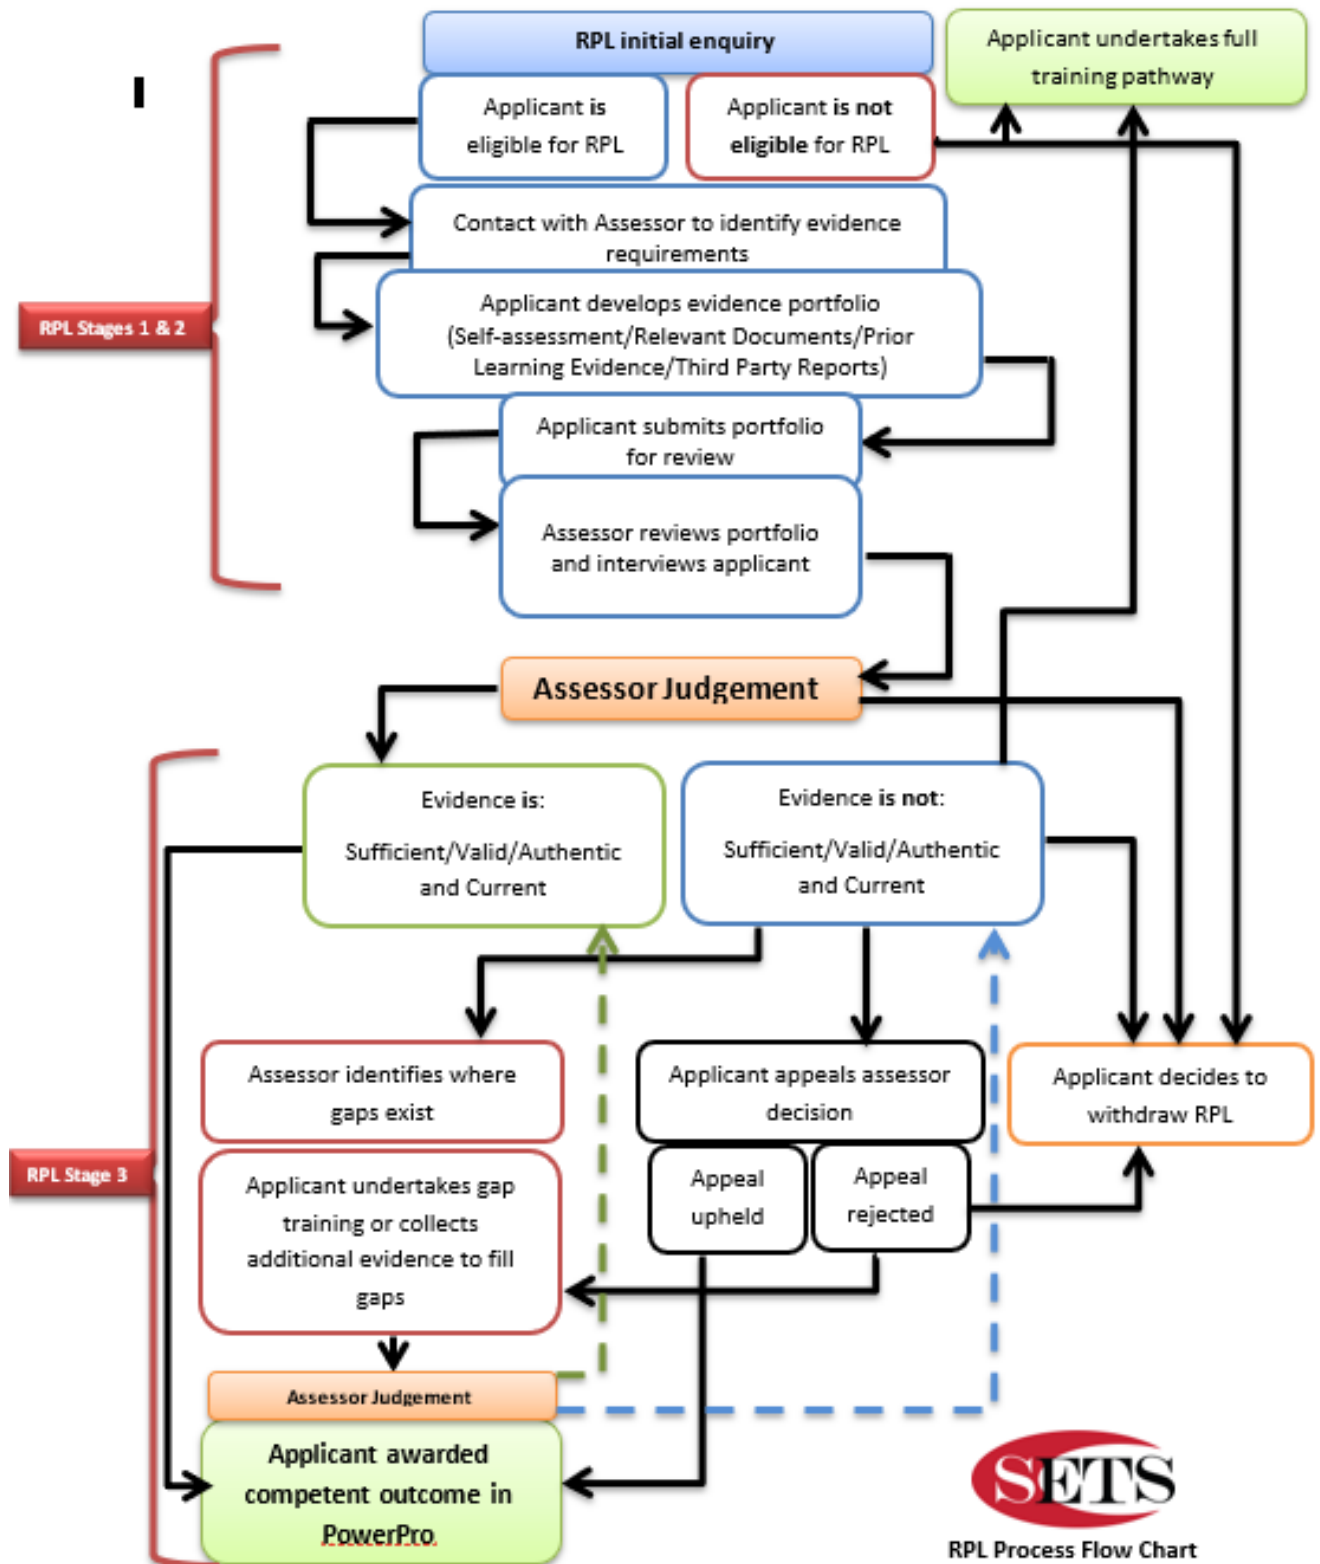 RPL initial enquiry
Applicant undertakes full
training pathway
Applicant is
eligible for RPL
Applicant is not
eligible for RPL
Contact with Assessor to identify evidence
requirements
RPL Stages 1 & 2
Applicant develops evidence portfolio
(Self-assessment/Relevant Documents/Prior
Learning Evidence/Third Party Reports)
Applicant submits portfolio
for review
Assessor reviews portfolio
and interviews applicant
Assessor Judgement
Evidence is:
Sufficient/Valid/Authentic
and Current
Evidence is not:
Sufficient/Valid/Authentic
and Current
Assessor identifies where
gaps exist
Applicant appeals assessor
decision
Applicant decides to
withdraw RPL
RPL Stage 3
Applicant undertakes gap
training or collects
additional evidence to fill
gaps
Appeal
upheld
Appeal
rejected
Assessor Judgement
Applicant awarded
competent outcome in
PowerPro
SETS
RPL Process Flow Chart